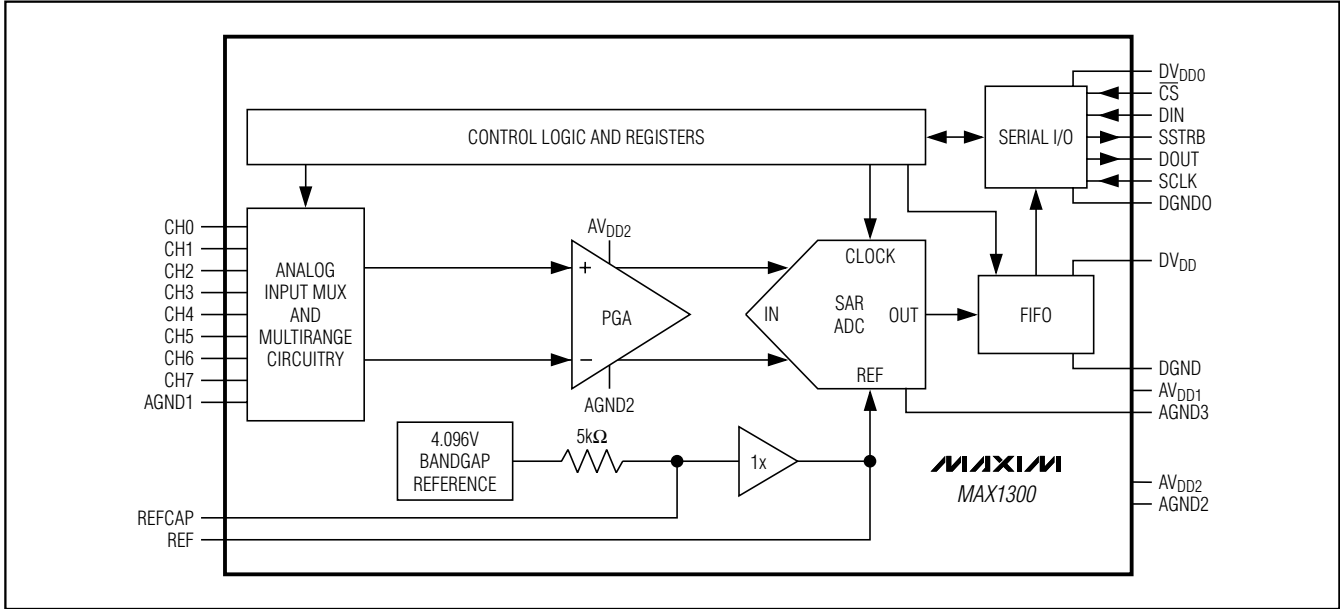 CONTROL LOGIC AND REGISTERS
SERIAL I/O
DVDDO
CS
DIN
SSTRB
DOUT
SCLK
DGNDO
CH0
CH1
CH2
CH3
CH4
CH5
CH6
CH7
AGND1
ANALOG
INPUT MUX
AND
MULTIRANGE
CIRCUITRY
AVDD2
+
PGA
−
AGND2
CLOCK
IN
SAR
ADC
OUT
REF
FIFO
DVDD
DGND
AVDD1
AGND3
4.096V
BANDGAP
REFERENCE
5kΩ
1x
MAXIM
MAX1300
AVDD2
AGND2
REFCAP
REF